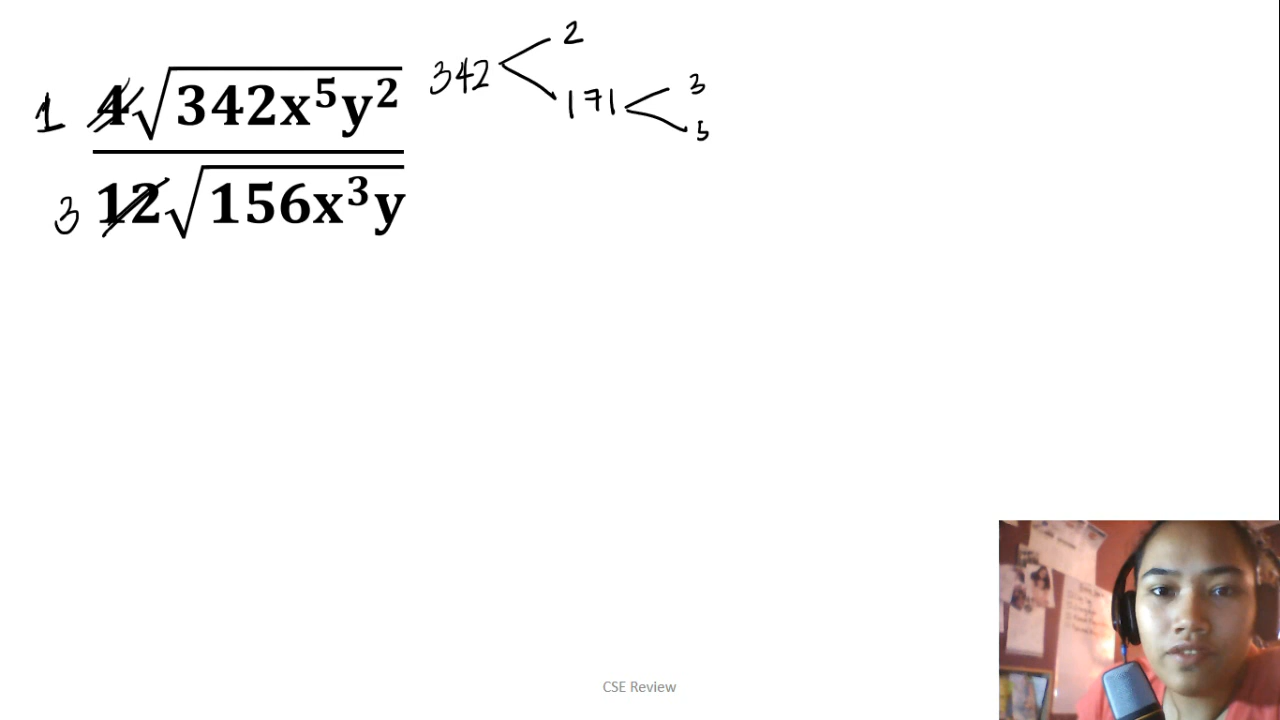 342 2
171 3
5
1 4√342x⁵y²
3 12√156x³y
CSE Review